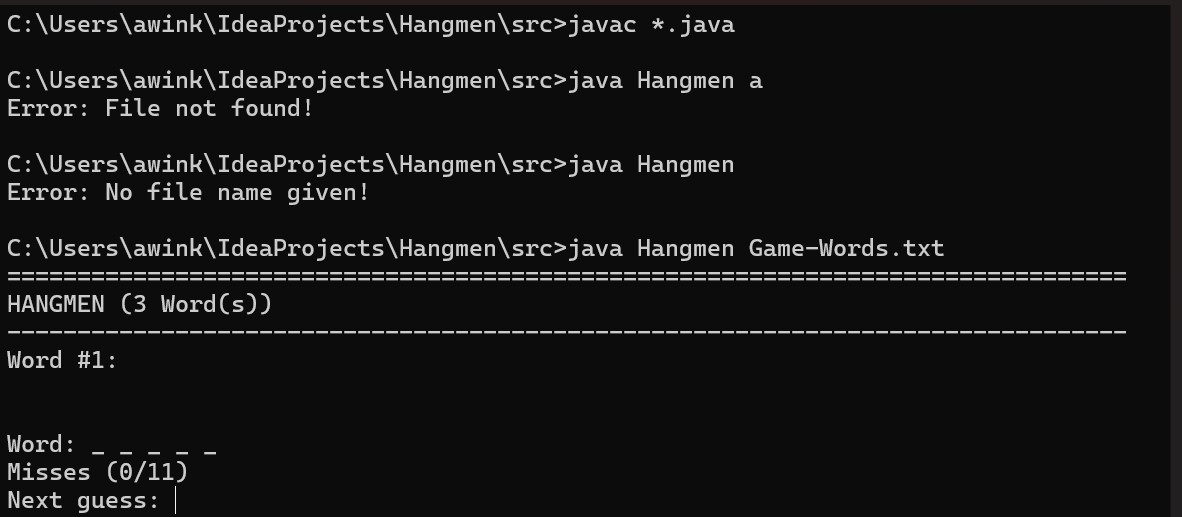 C:\Users\awink\IdeaProjects\Hangmen\src>javac *.java
C:\Users\awink\IdeaProjects\Hangmen\src>java Hangmen a
Error: File not found!
C:\Users\awink\IdeaProjects\Hangmen\src>java Hangmen
Error: No file name given!
C:\Users\awink\IdeaProjects\Hangmen\src>java Hangmen Game-Words.txt
================================================================================
HANGMEN (3 Word(s))
--------------------------------------------------------------------------------
Word #1:
Word: _ _ _ _ _
Misses (0/11)
Next guess: